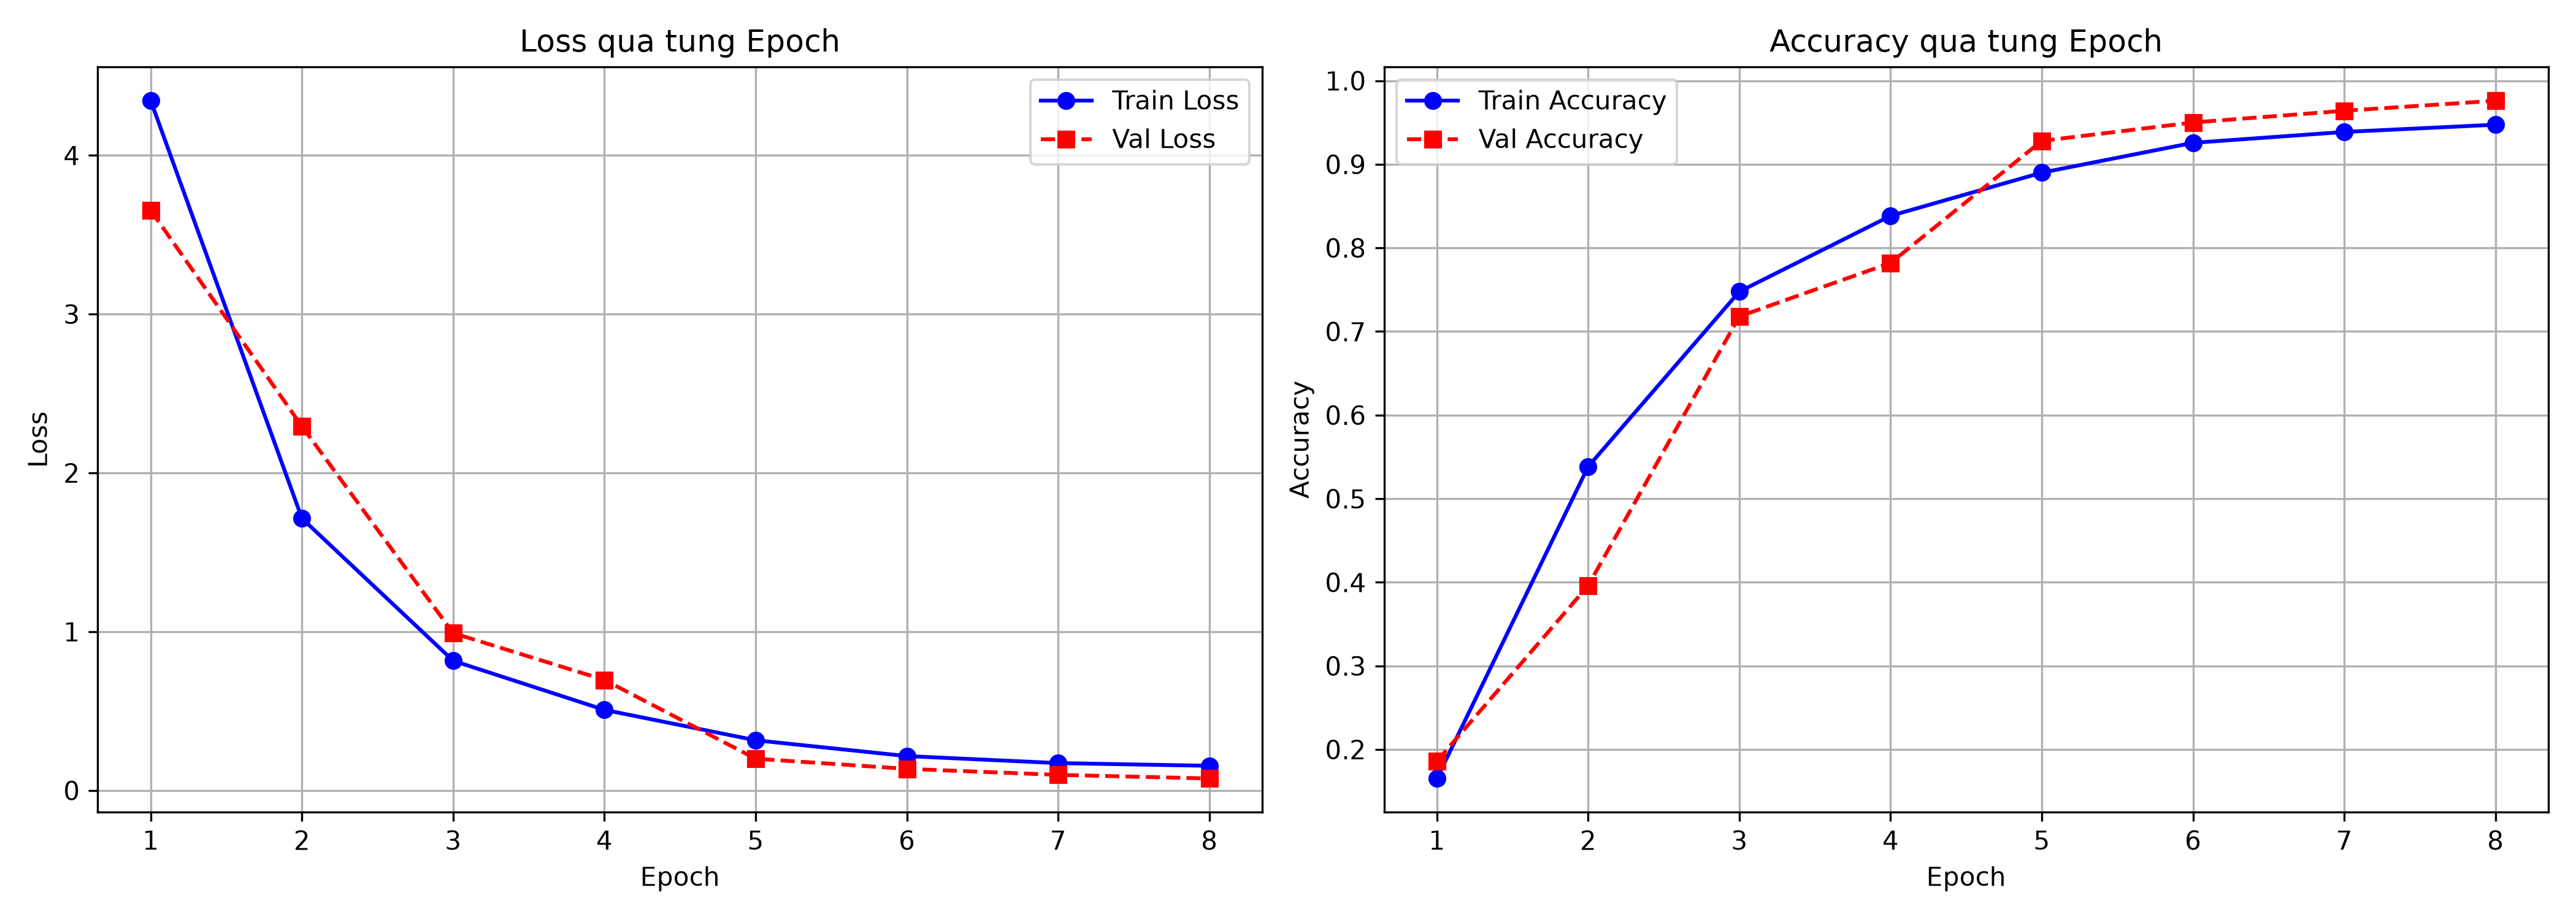 Loss qua tung Epoch
Train Loss
Val Loss
4
3
2
1
0
Loss
1 2 3 4 5 6 7 8
Epoch
Accuracy qua tung Epoch
Train Accuracy
Val Accuracy
1.0
0.9
0.8
0.7
0.6
0.5
0.4
0.3
0.2
Accuracy
1 2 3 4 5 6 7 8
Epoch